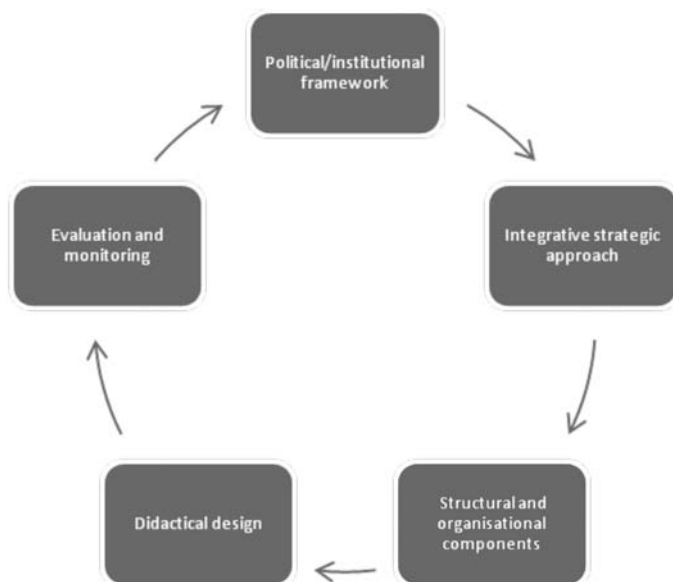 Political/institutional
framework
Integrative strategic
approach
Structural and
organisational
components
Didactical design
Evaluation and
monitoring